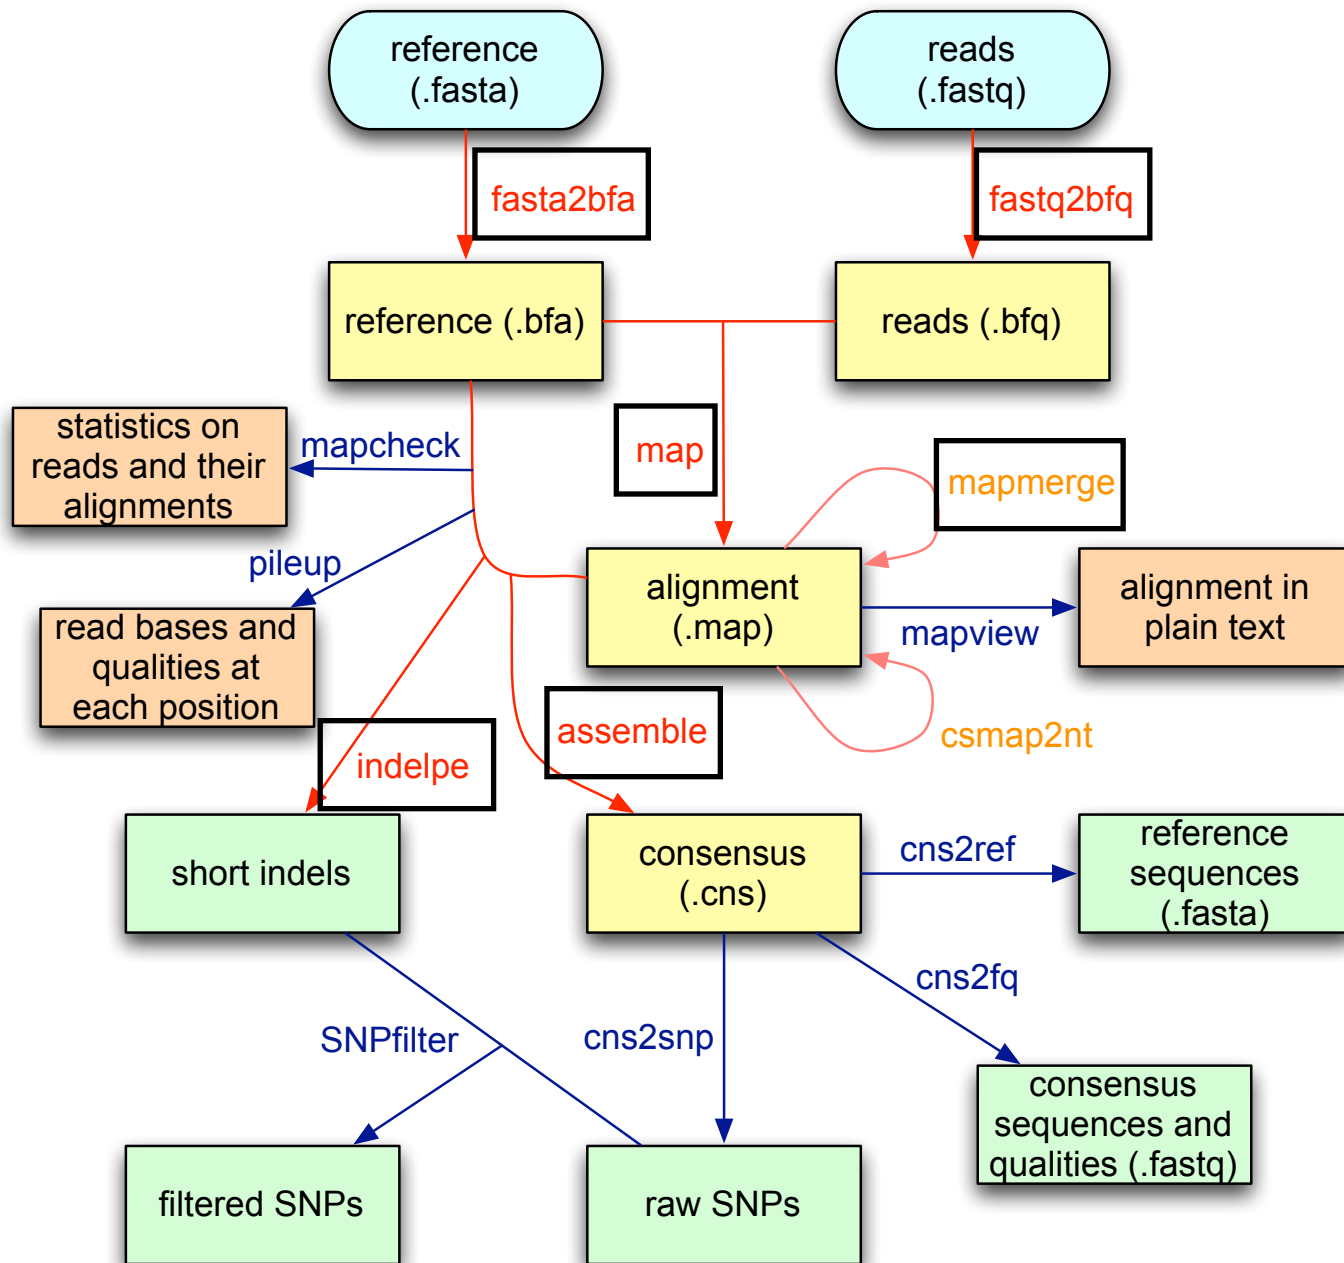 reference
(.fasta)
reads
(.fastq)
fasta2bfa
fastq2bfq
reference (.bfa)
reads (.bfq)
statistics on
reads and their
alignments
mapcheck
map
mapmerge
pileup
alignment
(.map)
mapview
alignment in
plain text
read bases and
qualities at
each position
indelpe
assemble
csmap2nt
short indels
consensus
(.cns)
cns2ref
reference
sequences
(.fasta)
cns2fq
SNPfilter
cns2snp
consensus
sequences and
qualities (.fastq)
filtered SNPs
raw SNPs